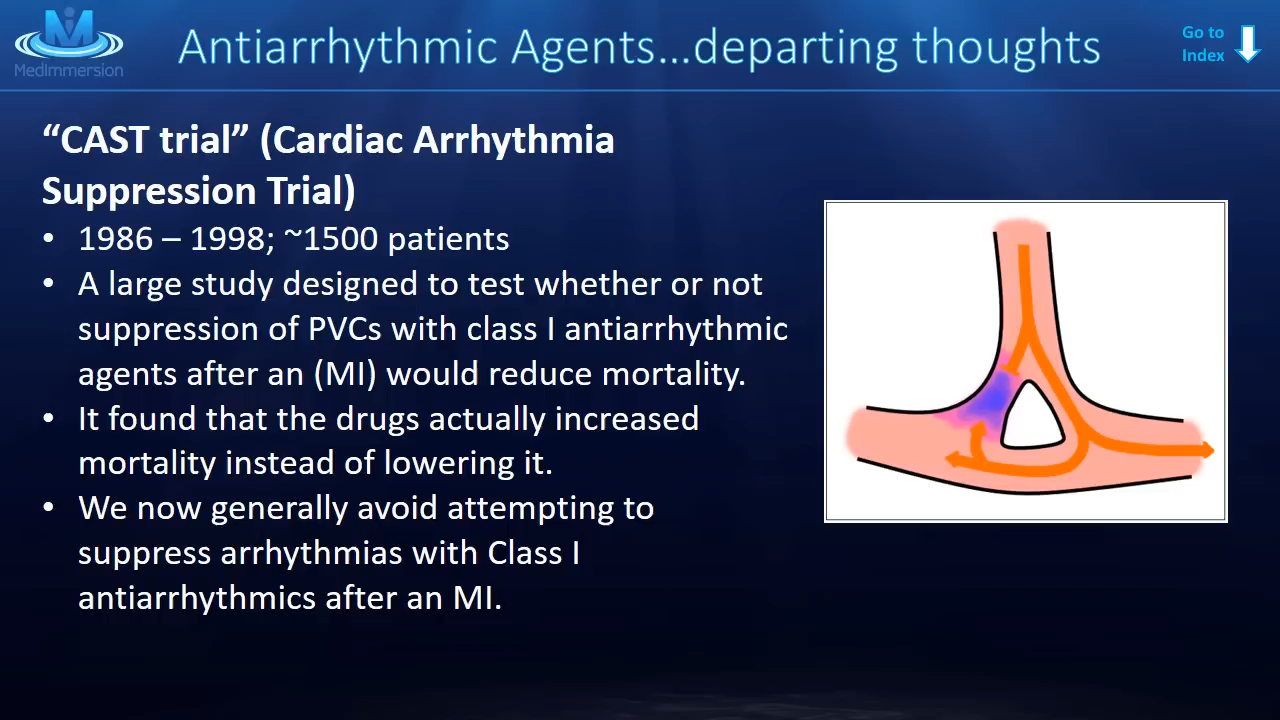 MedImmersion
Antiarrhythmic Agents...departing thoughts
Go to
Index
“CAST trial” (Cardiac Arrhythmia
Suppression Trial)
• 1986 – 1998; ~1500 patients
• A large study designed to test whether or not
suppression of PVCs with class I antiarrhythmic
agents after an (MI) would reduce mortality.
• It found that the drugs actually increased
mortality instead of lowering it.
• We now generally avoid attempting to
suppress arrhythmias with Class I
antiarrhythmics after an MI.